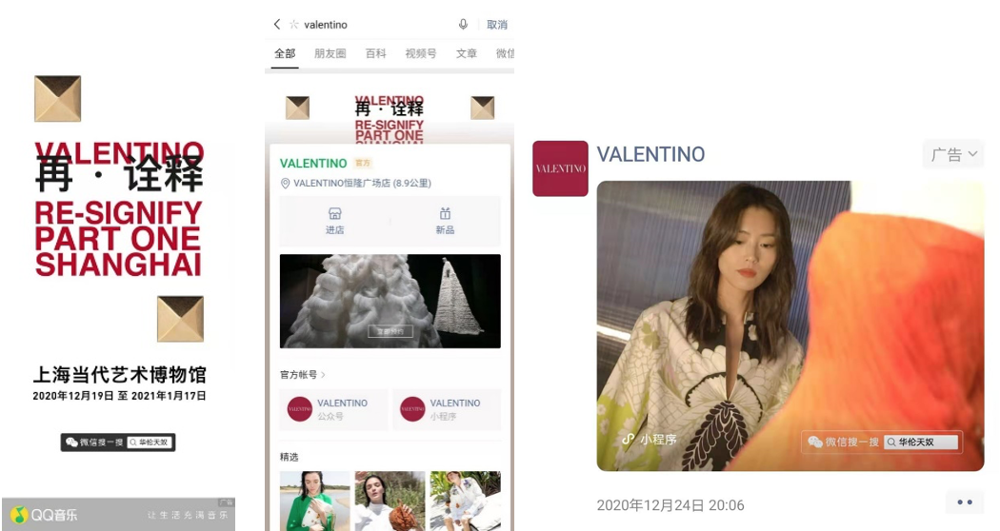 VALENTINO
再·诠释
RE-SIGNIFY
PART ONE
SHANGHAI
上海当代艺术博物馆
2020年12月19日 至 2021年1月17日
微信搜一搜 华伦天奴
QQ音乐 让生活充满音乐
广告
valentino 取消
全部 朋友圈 百科 视频号 文章 微信
VALENTINO
再·诠释
RE-SIGNIFY
PART ONE
SHANGHAI
VALENTINO 官方
VALENTINO恒隆广场店 (8.9公里)
进店 新品
官方帐号
VALENTINO VALENTINO
VALENTINO VALENTINO
公众号 小程序
精选
VALENTINO 广告
VALENTINO
小程序 微信搜一搜 华伦天奴
2020年12月24日 20:06